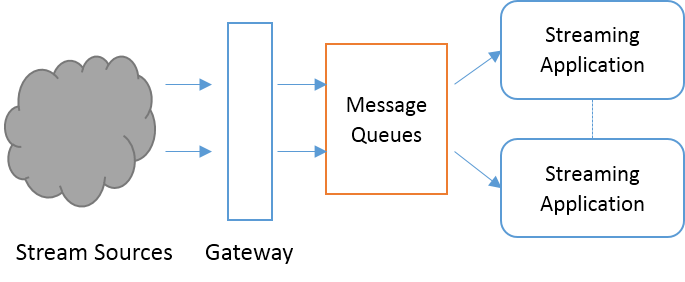 Streaming
Application
Message
Queues
Streaming
Application
Stream Sources
Gateway